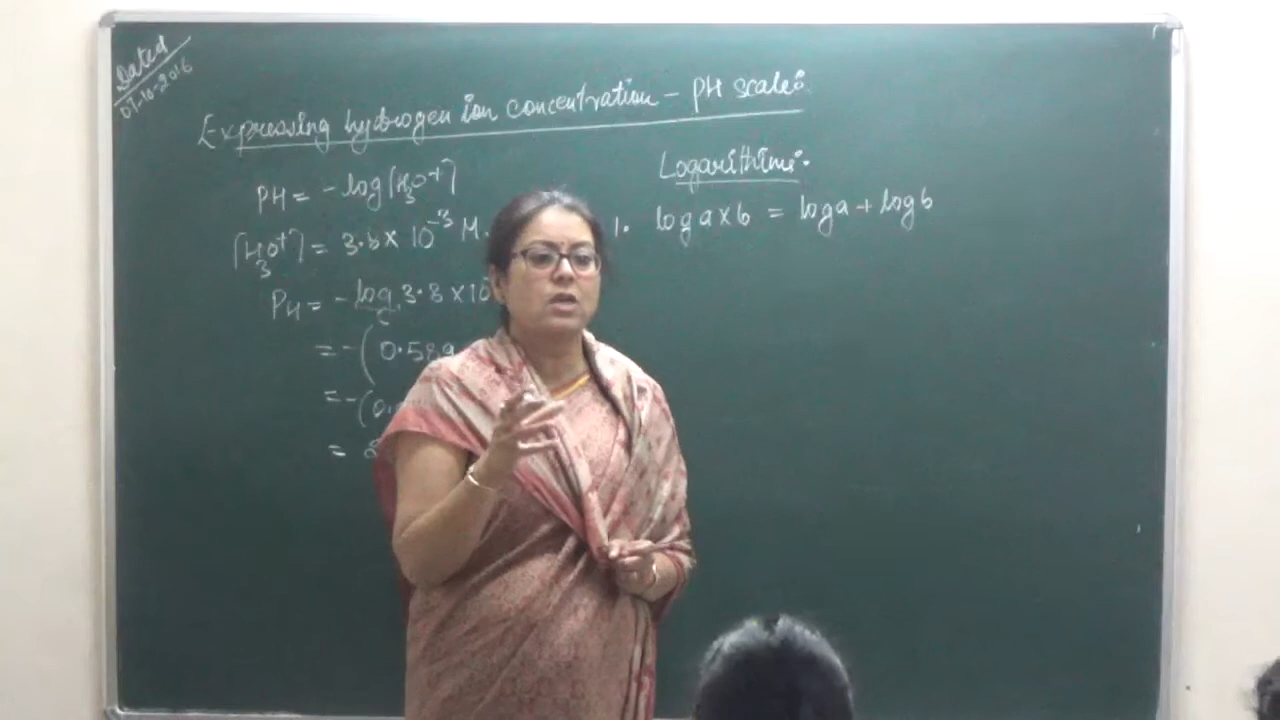 Dated
07-10-2016
Expressing hydrogen ion concentration - PH scale:
PH = -log[H3O+]
Logarithims.
[H3O+] = 3.8 × 10^-3 M.
1. log a × b = log a + log b
PH = -log 3.8 × 10
= -( 0.58
= -(0.
=